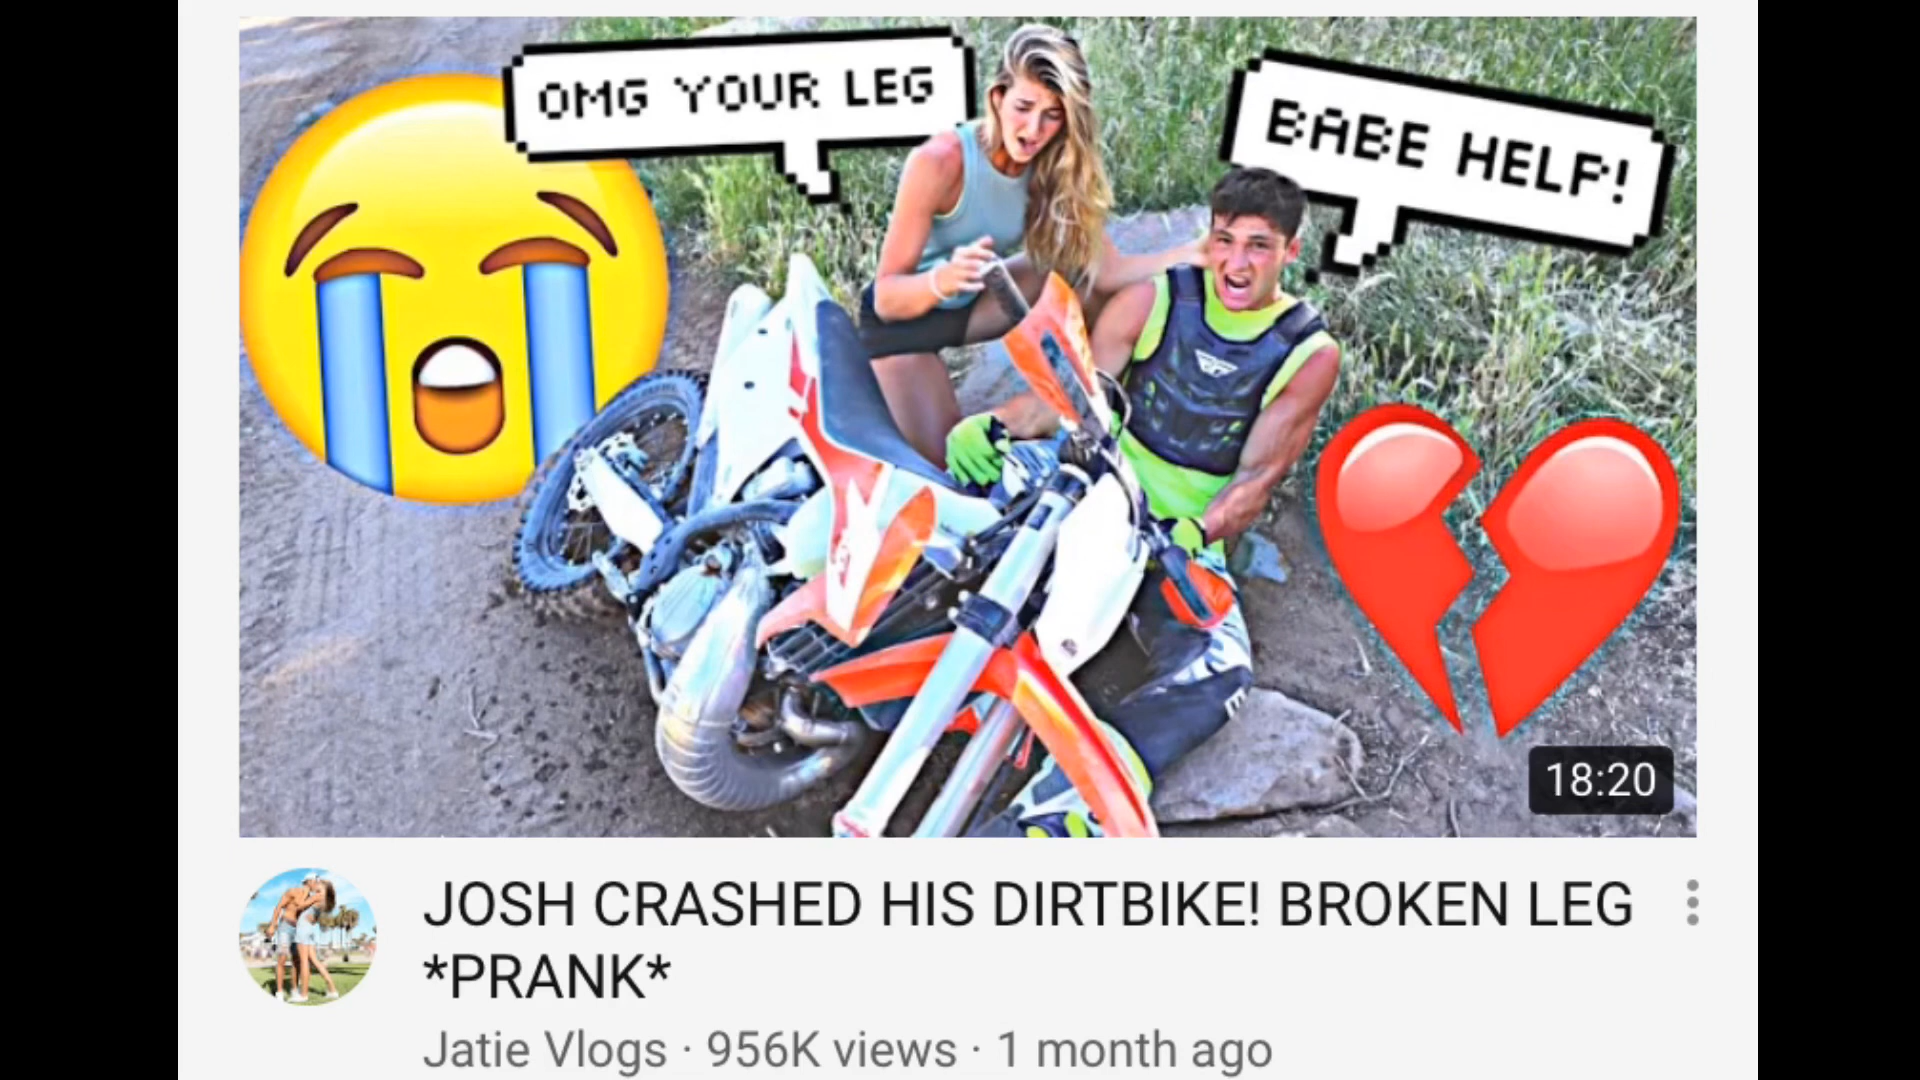 OMG YOUR LEG
BABE HELP!
18:20
JOSH CRASHED HIS DIRTBIKE! BROKEN LEG
*PRANK*
Jatie Vlogs · 956K views · 1 month ago